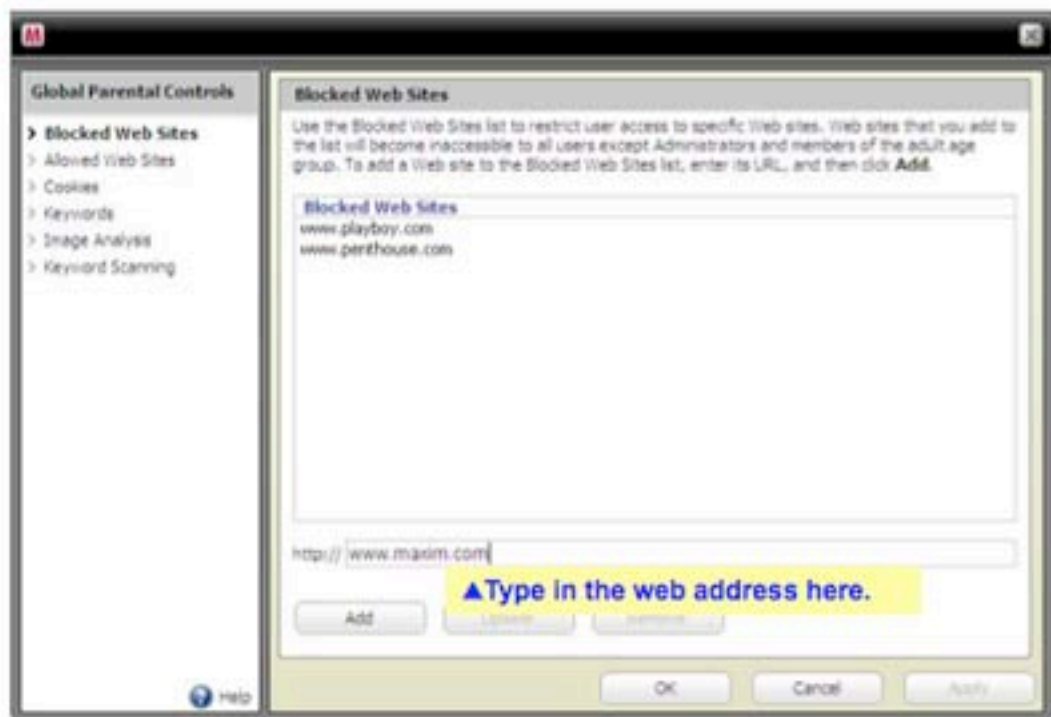 M
Global Parental Controls
> Blocked Web Sites
> Allowed Web Sites
> Cookies
> Keywords
> Image Analysis
> Keyword Scanning
Help
Blocked Web Sites
Use the Blocked Web Sites list to restrict user access to specific Web sites. Web sites that you add to
the list will become inaccessible to all users except Administrators and members of the adult age
group. To add a Web site to the Blocked Web Sites list, enter its URL, and then click Add.
Blocked Web Sites
www.playboy.com
www.penthouse.com
http:// www.maxim.com
▲Type in the web address here.
Add
OK Cancel Apply